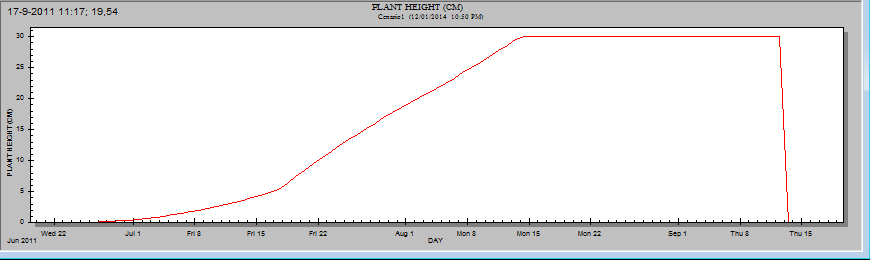 PLANT HEIGHT (CM)
17-9-2011 11:17; 19,54
Cenario1 (12/01/2014 10:50 PM)
PLANT HEIGHT (CM)
30
25
20
15
10
5
0
Wed 22 Jul 1 Fri 8 Fri 15 Fri 22 Aug 1 Mon 8 Mon 15 Mon 22 Sep 1 Thu 8 Thu 15
Jun 2011 DAY